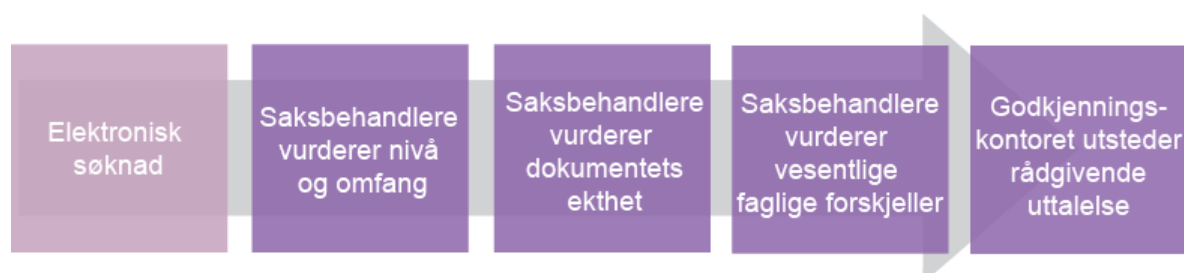 Elektronisk
søknad
Saksbehandlere
vurderer nivå
og omfang
Saksbehandlere
vurderer
dokumentets
ekthet
Saksbehandlere
vurderer
vesentlige
faglige forskjeller
Godkjennings-
kontoret utsteder
rådgivende
uttalelse